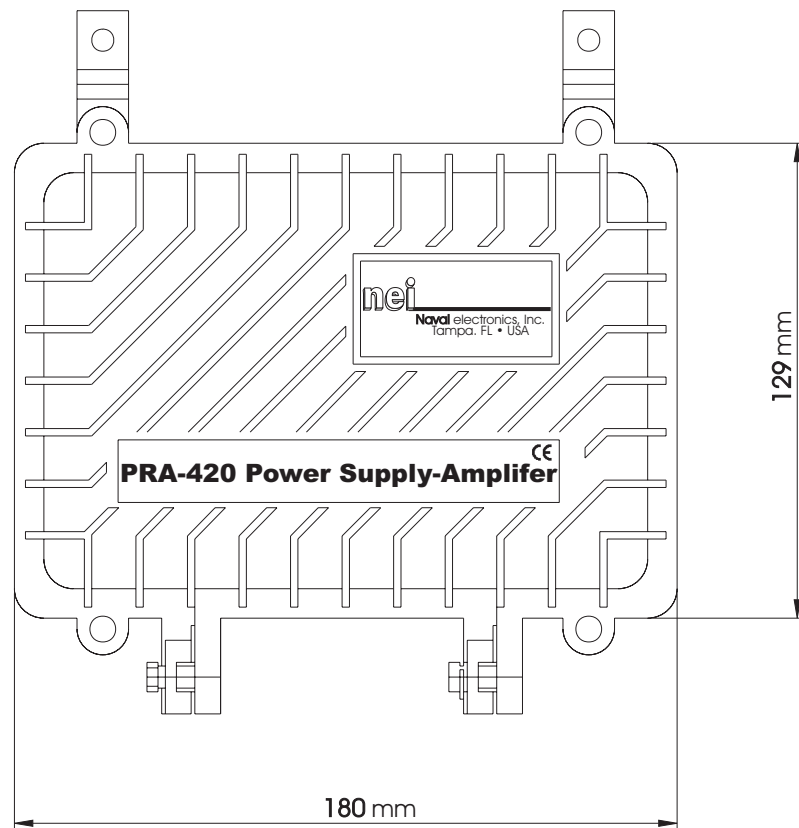 nei
Naval electronics, Inc.
Tampa. FL • USA
129 mm
CE
PRA-420 Power Supply-Amplifer
180 mm